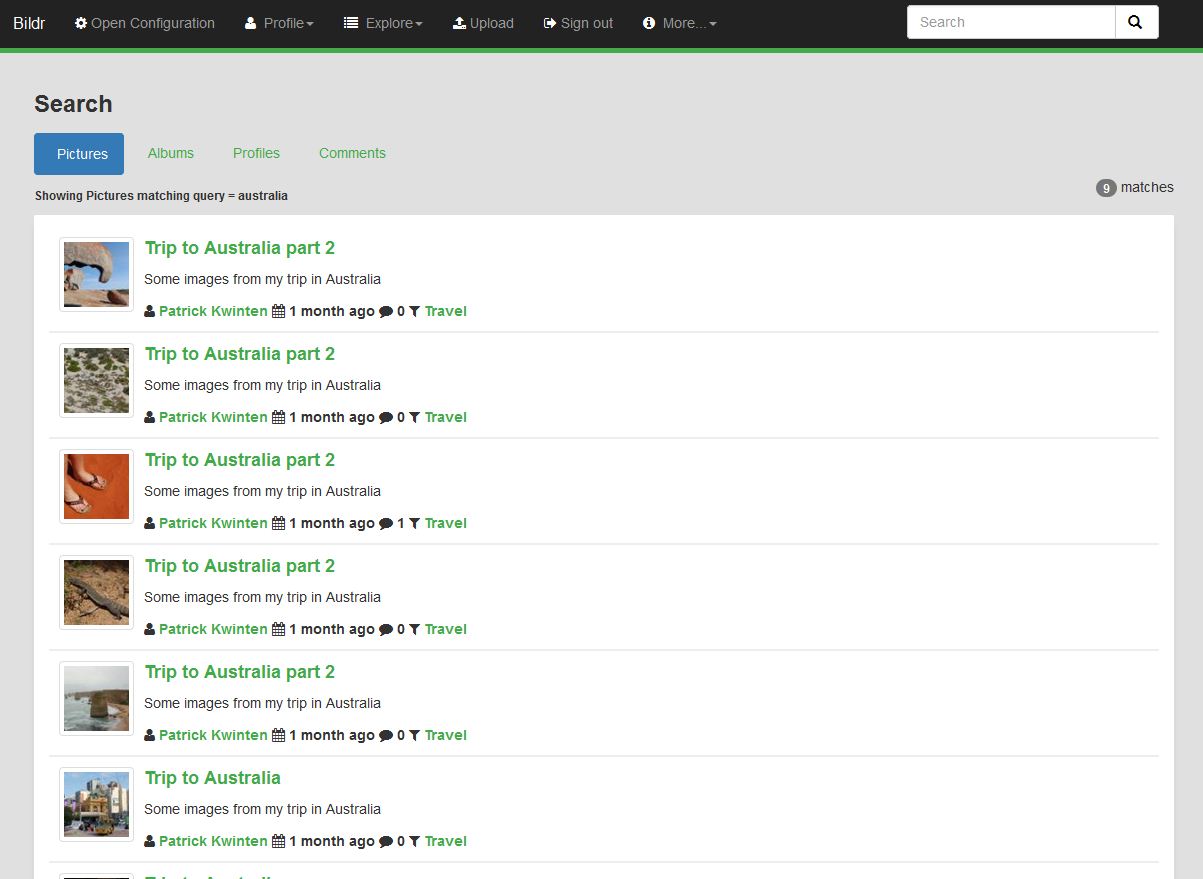 Bildr Open Configuration Profile Explore Upload Sign out More... Search
Search
Pictures Albums Profiles Comments
9 matches
Showing Pictures matching query = australia
Trip to Australia part 2
Some images from my trip in Australia
Patrick Kwinten 1 month ago 0 Travel
Trip to Australia part 2
Some images from my trip in Australia
Patrick Kwinten 1 month ago 0 Travel
Trip to Australia part 2
Some images from my trip in Australia
Patrick Kwinten 1 month ago 1 Travel
Trip to Australia part 2
Some images from my trip in Australia
Patrick Kwinten 1 month ago 0 Travel
Trip to Australia part 2
Some images from my trip in Australia
Patrick Kwinten 1 month ago 0 Travel
Trip to Australia
Some images from my trip in Australia
Patrick Kwinten 1 month ago 0 Travel